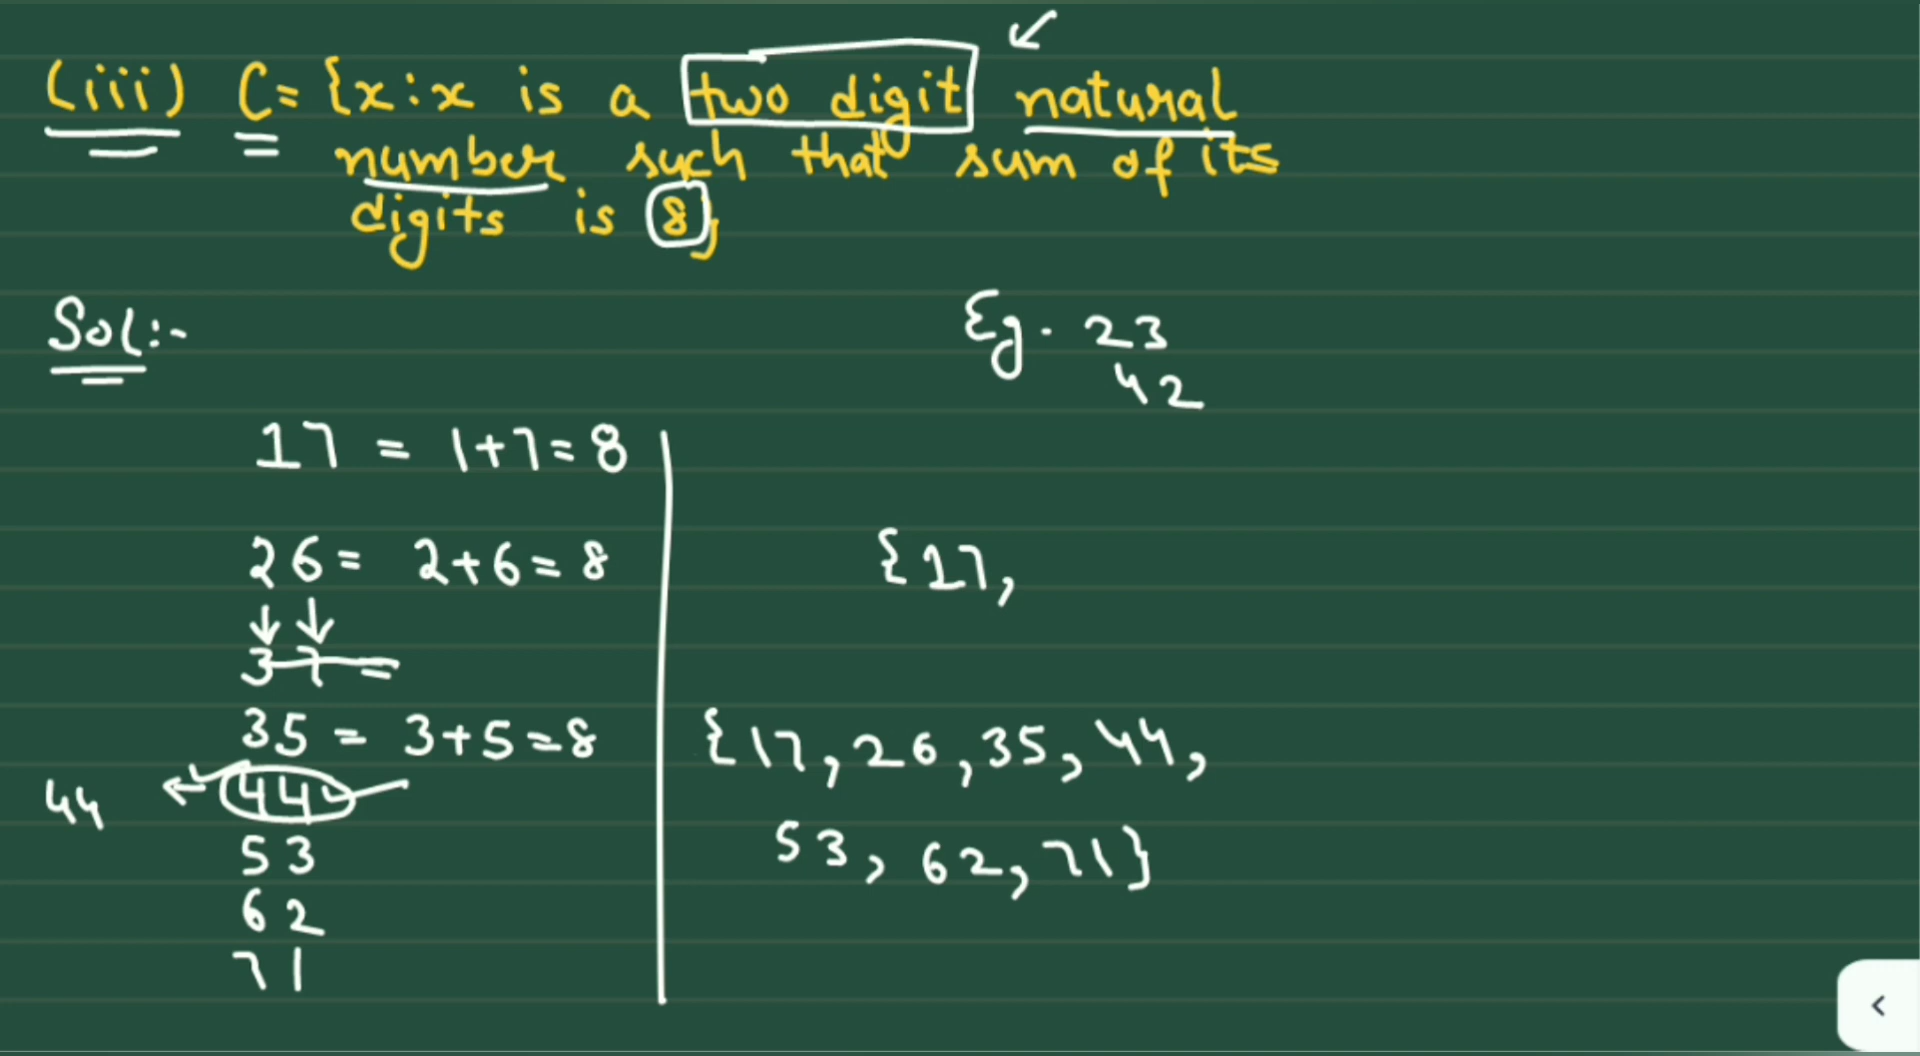 (iii) C = {x : x is a two digit natural
number such that sum of its
digits is 8}
Sol:-
Eg. 23
42
17 = 1+7=8
26 = 2+6=8
37 =
35 = 3+5=8
44
44
53
62
71
{17,
{17, 26, 35, 44,
53, 62, 71}
<